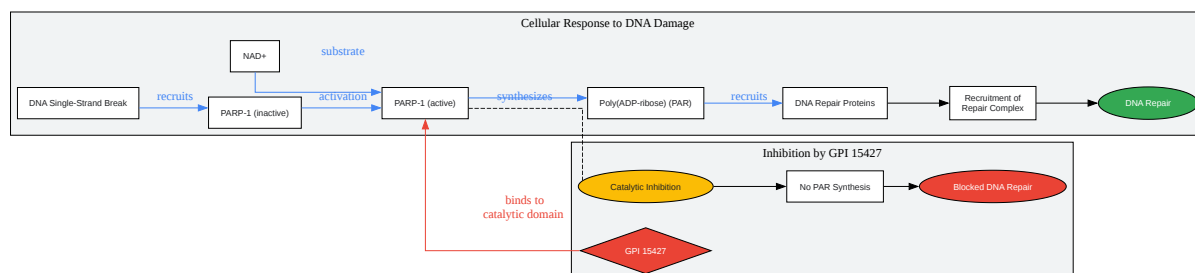 Cellular Response to DNA Damage
NAD+
substrate
DNA Single-Strand Break
recruits
PARP-1 (inactive)
activation
PARP-1 (active)
synthesizes
Poly(ADP-ribose) (PAR)
recruits
DNA Repair Proteins
Recruitment of
Repair Complex
DNA Repair
Inhibition by GPI 15427
Catalytic Inhibition
No PAR Synthesis
Blocked DNA Repair
binds to
catalytic domain
GPI 15427